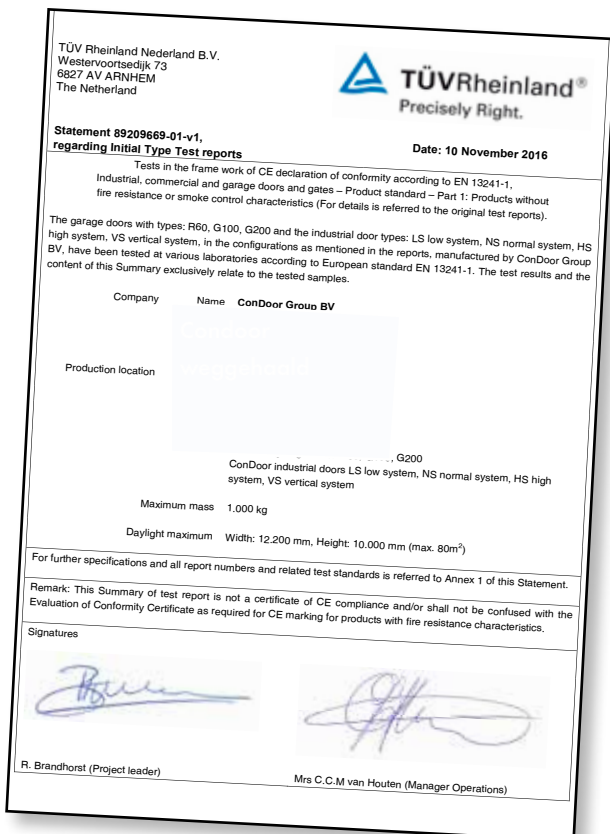 TÜV Rheinland Nederland B.V.
Westervoortsedijk 73
6827 AV ARNHEM
The Netherland
TÜVRheinland®
Precisely Right.
Statement 89209669-01-v1,
regarding Initial Type Test reports
Date: 10 November 2016
Tests in the frame work of CE declaration of conformity according to EN 13241-1,
Industrial, commercial and garage doors and gates – Product standard – Part 1: Products without
fire resistance or smoke control characteristics (For details is referred to the original test reports).
The garage doors with types: R60, G100, G200 and the industrial door types: LS low system, NS normal system, HS
high system, VS vertical system, in the configurations as mentioned in the reports, manufactured by ConDoor Group
BV, have been tested at various laboratories according to European standard EN 13241-1. The test results and the
content of this Summary exclusively relate to the tested samples.
Company Name ConDoor Group BV
Condoor
Production location
G200
ConDoor industrial doors LS low system, NS normal system, HS high
system, VS vertical system
Maximum mass 1.000 kg
Daylight maximum Width: 12.200 mm, Height: 10.000 mm (max. 80m²)
For further specifications and all report numbers and related test standards is referred to Annex 1 of this Statement.
Remark: This Summary of test report is not a certificate of CE compliance and/or shall not be confused with the
Evaluation of Conformity Certificate as required for CE marking for products with fire resistance characteristics.
Signatures
R. Brandhorst (Project leader)
Mrs C.C.M van Houten (Manager Operations)